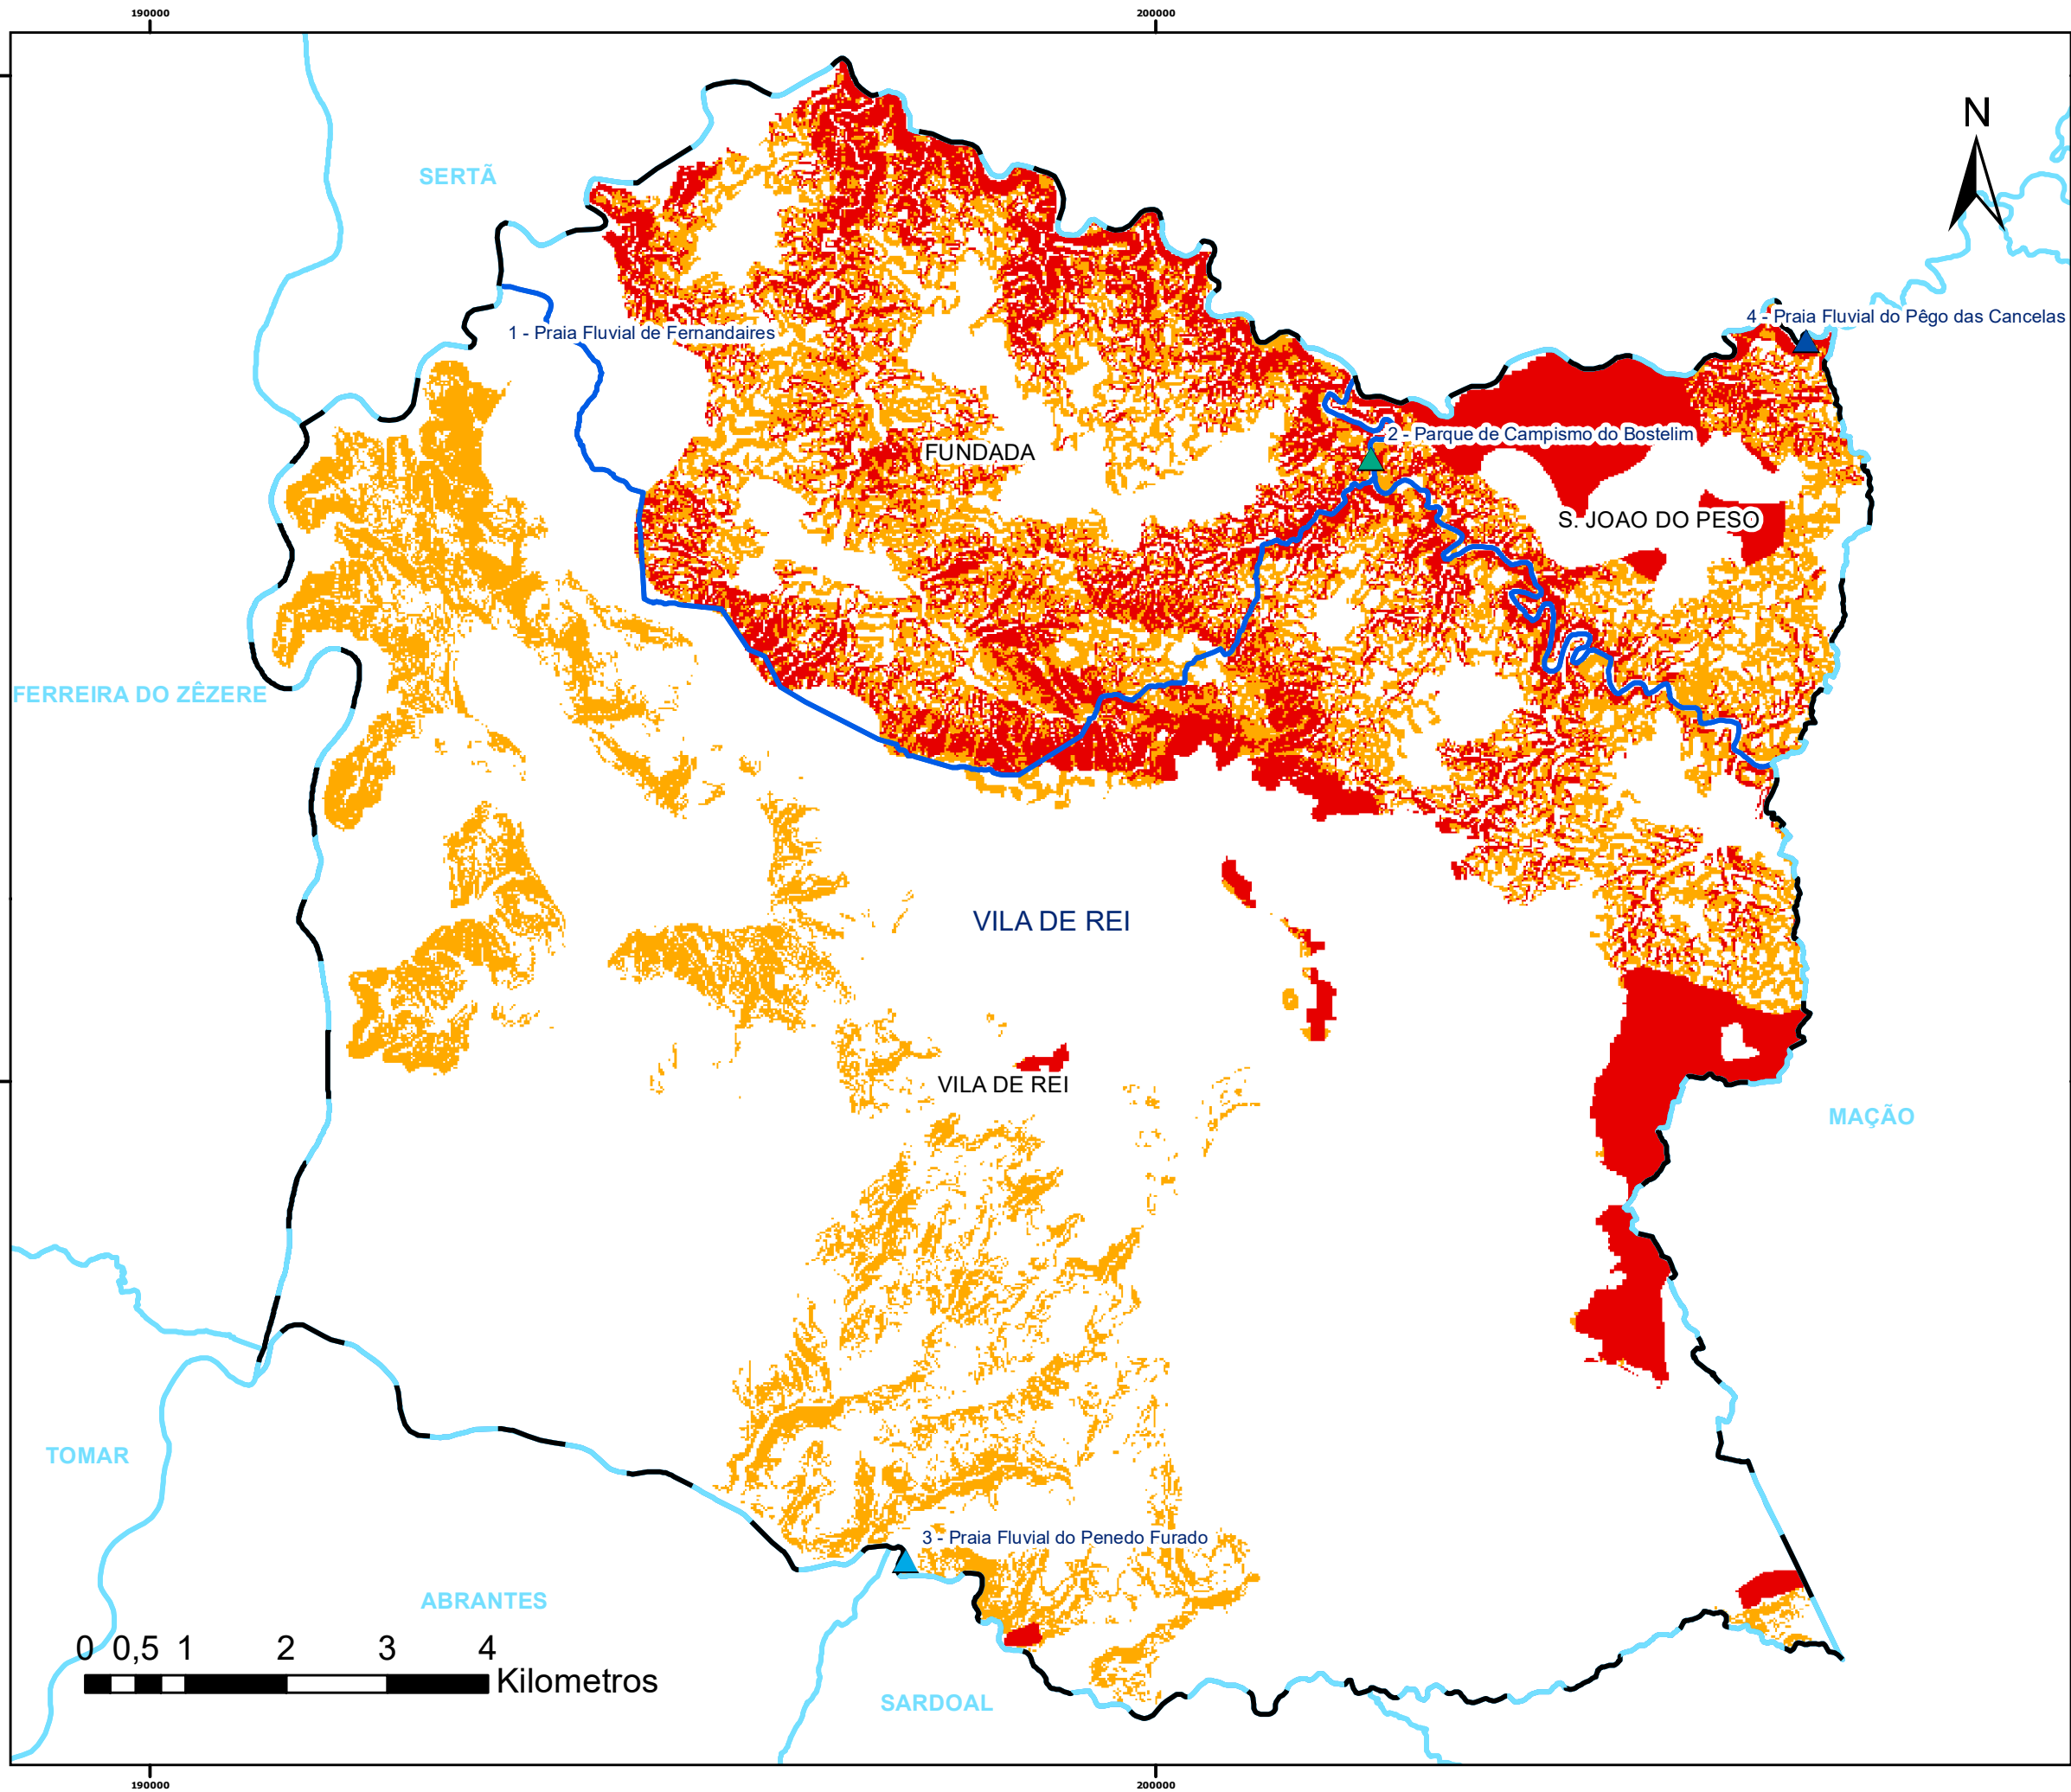 190000
200000
N
SERTÃ
4 - Praia Fluvial do Pêgo das Cancelas
1 - Praia Fluvial de Fernandaires
2 - Parque de Campismo do Bostelim
FUNDADA
S. JOAO DO PESO
FERREIRA DO ZÊZERE
VILA DE REI
VILA DE REI
MAÇÃO
TOMAR
3 - Praia Fluvial do Penedo Furado
ABRANTES
0 0,5 1 2 3 4
Kilometros
SARDOAL
190000
200000